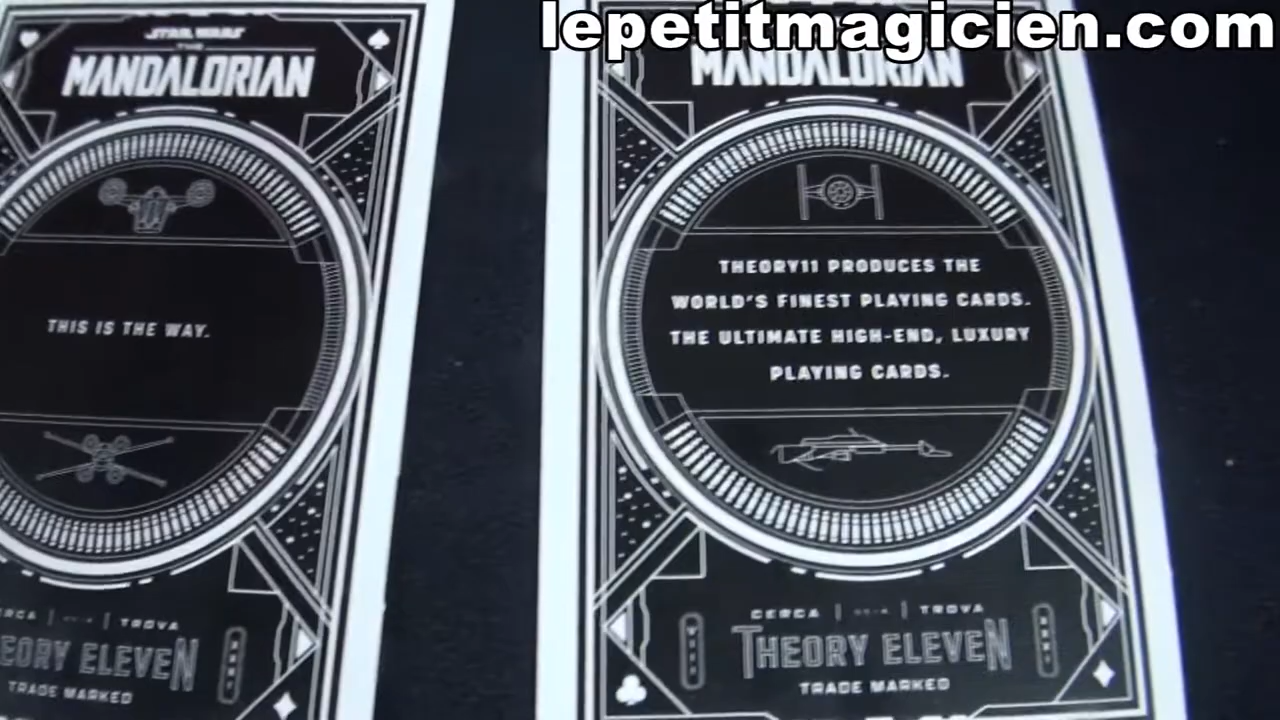 lepetitmagicien.com
STAR WARS
THE
MANDALORIAN
THIS IS THE WAY.
TROVA
THEORY ELEVEN
TRADE MARKED
MANDALORIAN
THEORY11 PRODUCES THE
WORLD'S FINEST PLAYING CARDS.
THE ULTIMATE HIGH-END, LUXURY
PLAYING CARDS.
CERCA | | TROVA
THEORY ELEVEN
TRADE MARKED